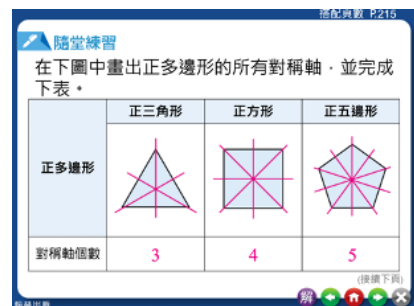 搭配頁數 P.215
隨堂練習
在下圖中畫出正多邊形的所有對稱軸，並完成
下表。
正多邊形 正三角形 正方形 正五邊形
對稱軸個數 3 4 5
(接續下頁)
解